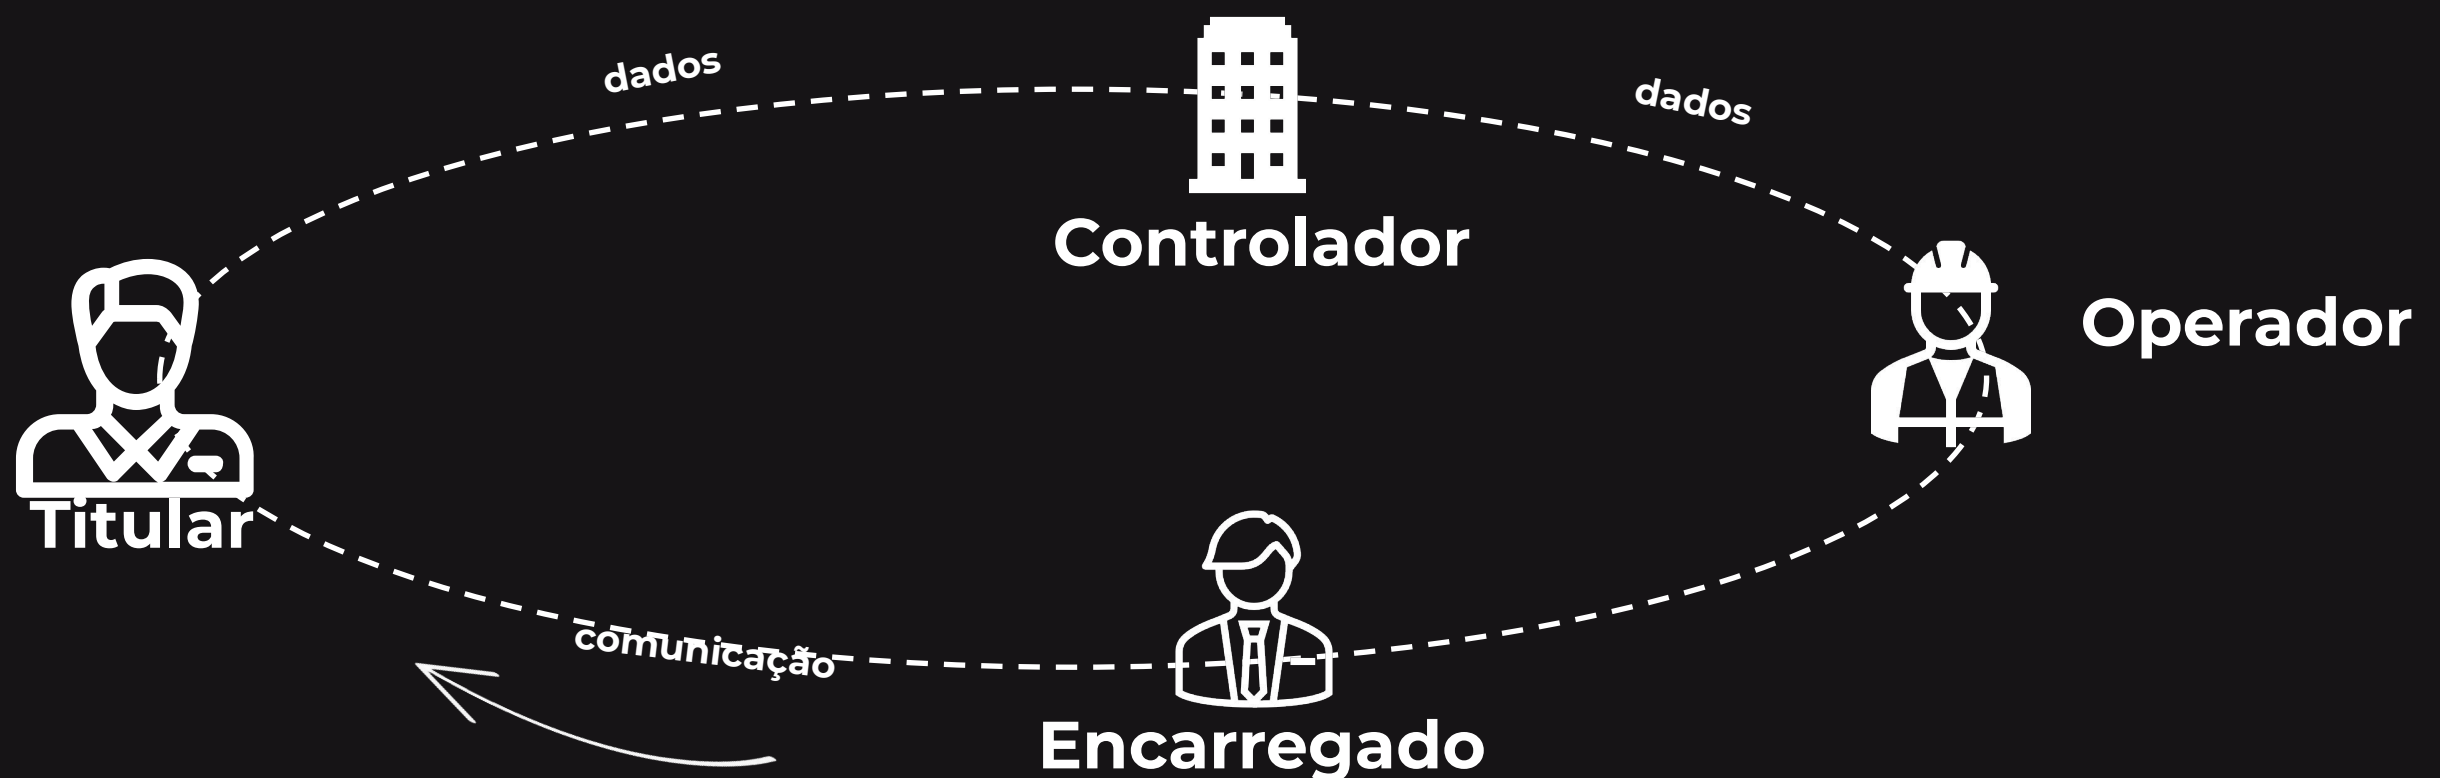 dados
dados
Controlador
Operador
Titular
comunicação
Encarregado